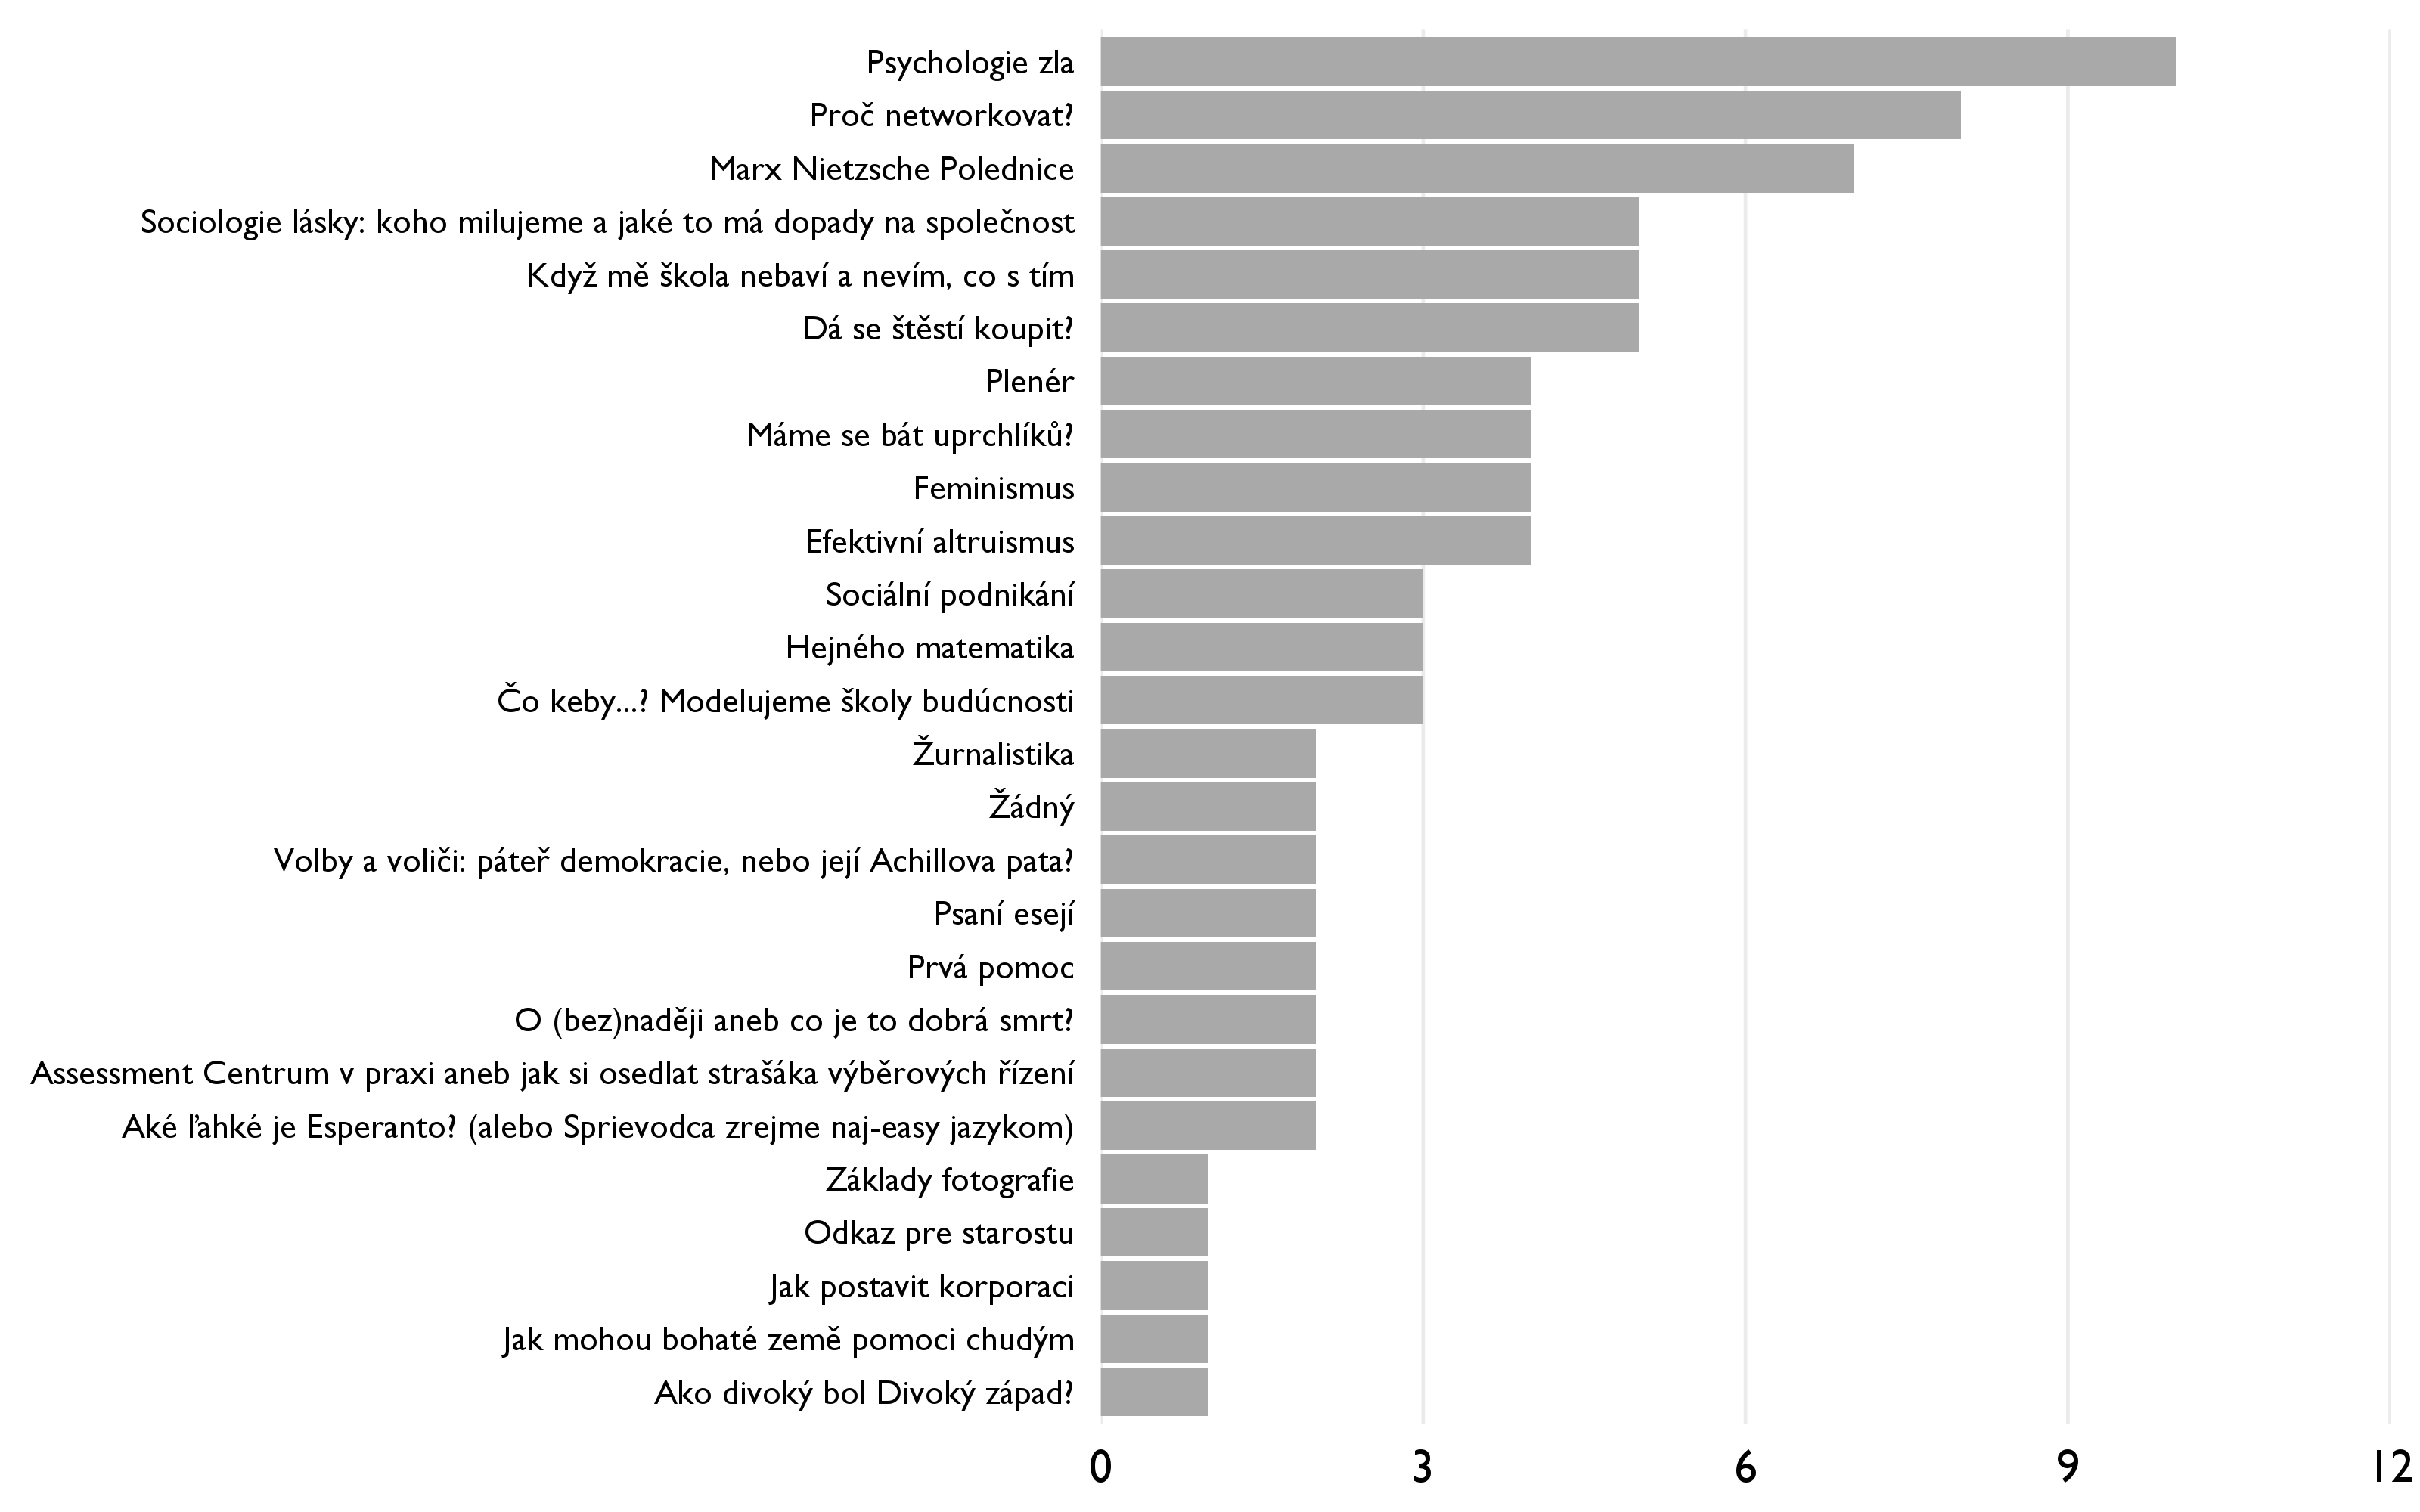 Psychologie zla
Proč networkovat?
Marx Nietzsche Polednice
Sociologie lásky: koho milujeme a jaké to má dopady na společnost
Když mě škola nebaví a nevím, co s tím
Dá se štěstí koupit?
Plenér
Máme se bát uprchlíků?
Feminismus
Efektivní altruismus
Sociální podnikání
Hejného matematika
Čo keby...? Modelujeme školy budúcnosti
Žurnalistika
Žádný
Volby a voliči: páteř demokracie, nebo její Achillova pata?
Psaní esejí
Prvá pomoc
O (bez)naději aneb co je to dobrá smrt?
Assessment Centrum v praxi aneb jak si osedlat strašáka výběrových řízení
Aké ľahké je Esperanto? (alebo Sprievodca zrejme naj-easy jazykom)
Základy fotografie
Odkaz pre starostu
Jak postavit korporaci
Jak mohou bohaté země pomoci chudým
Ako divoký bol Divoký západ?
0 3 6 9 12